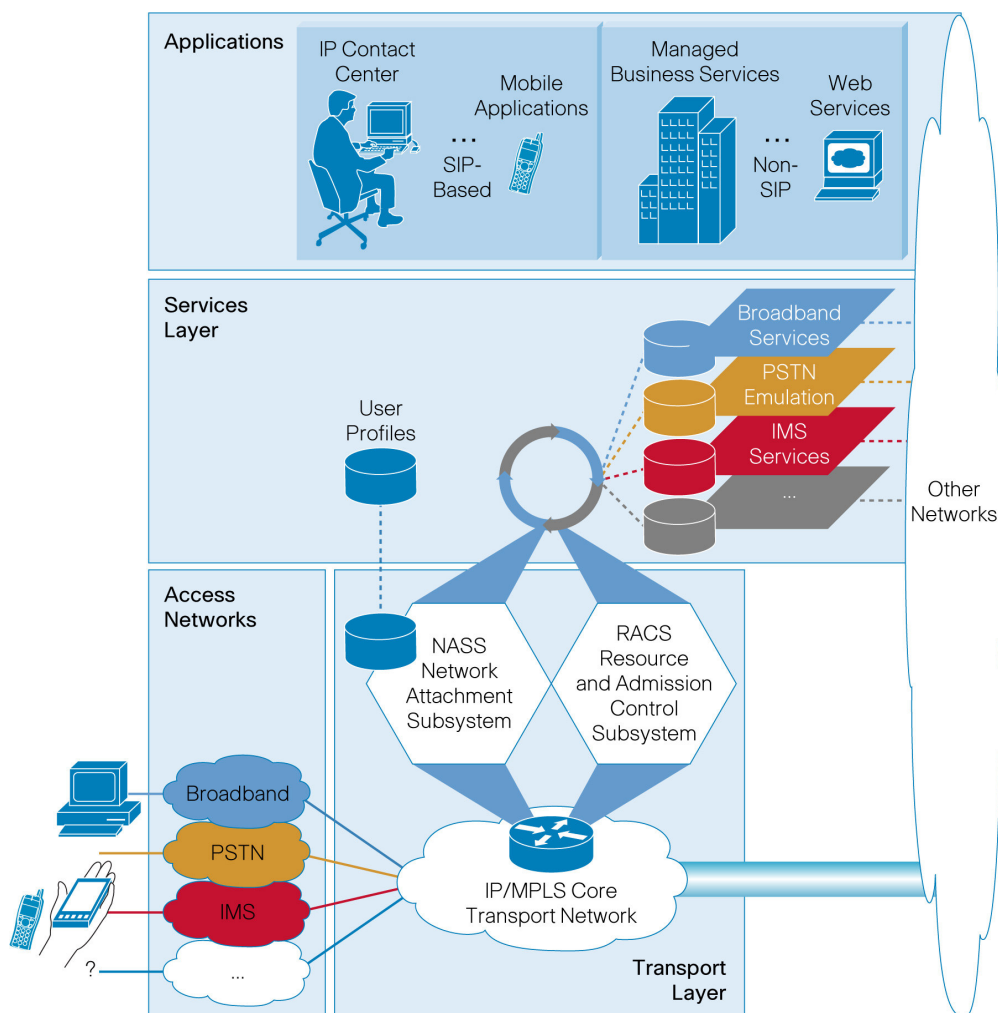 Applications
IP Contact
Center
Mobile
Applications
...
SIP-
Based
Managed
Business Services
Web
Services
...
Non-
SIP
Services
Layer
Broadband
Services
PSTN
Emulation
IMS
Services
...
User
Profiles
Other
Networks
Access
Networks
NASS
Network
Attachment
Subsystem
RACS
Resource
and Admission
Control
Subsystem
Broadband
PSTN
IMS
?
...
IP/MPLS Core
Transport Network
Transport
Layer